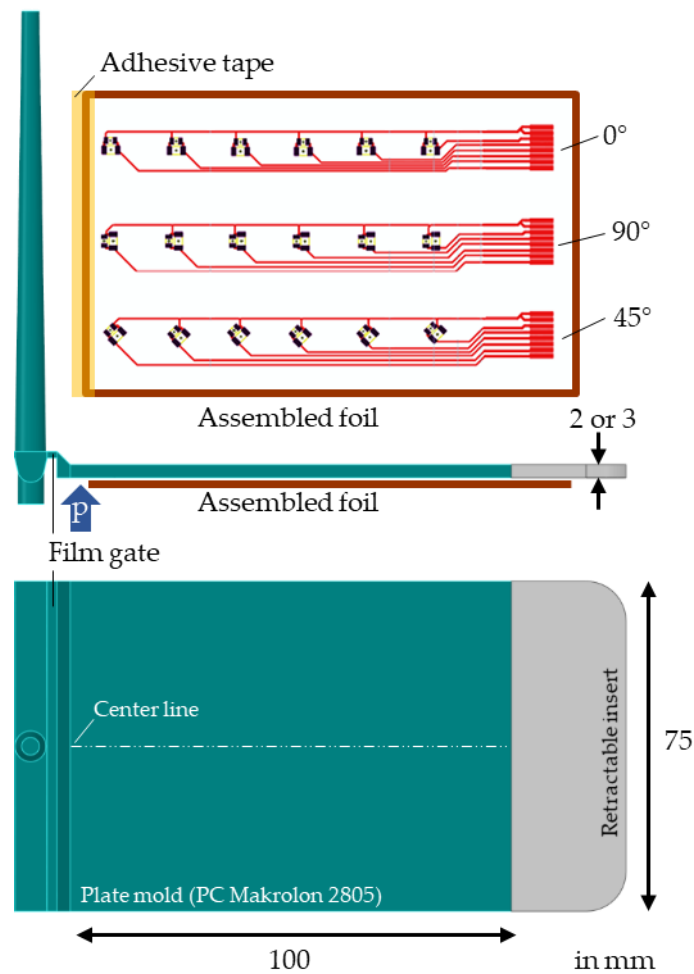 Adhesive tape
0°
90°
45°
Assembled foil
2 or 3
Assembled foil
p
Film gate
Center line
Retractable insert
75
Plate mold (PC Makrolon 2805)
100
in mm